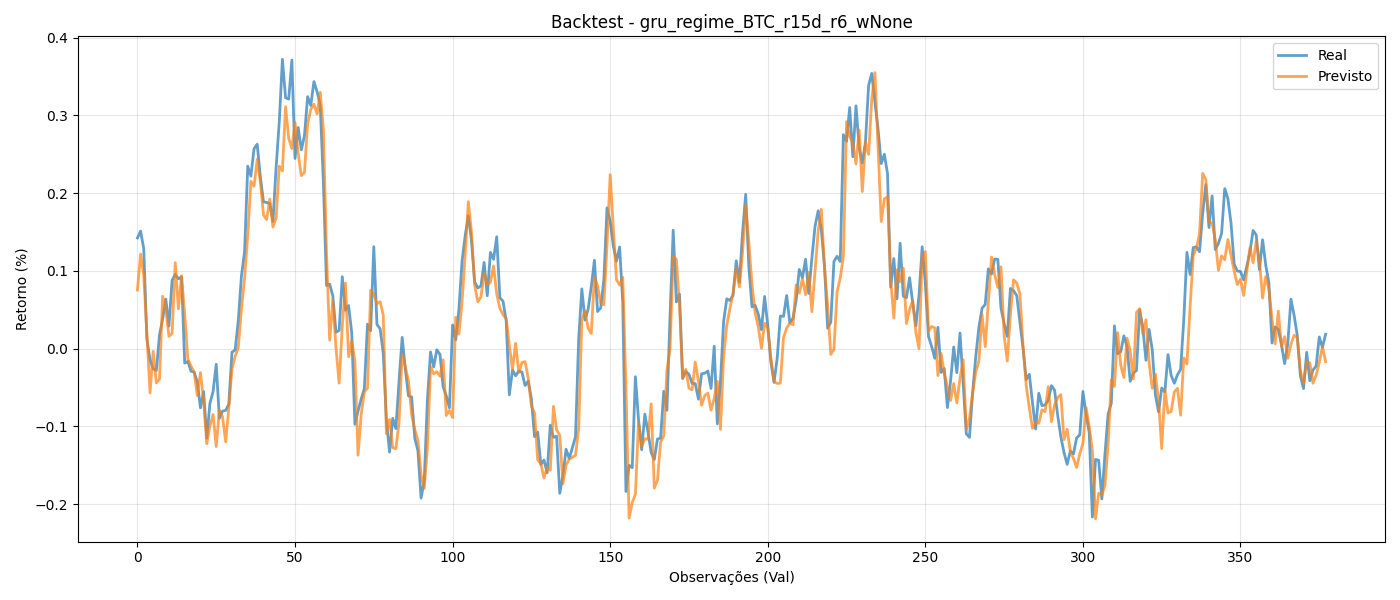 Backtest - gru_regime_BTC_r15d_r6_wNone
Real
Previsto
Retorno (%)
0.4
0.3
0.2
0.1
0.0
−0.1
−0.2
0 50 100 150 200 250 300 350
Observações (Val)